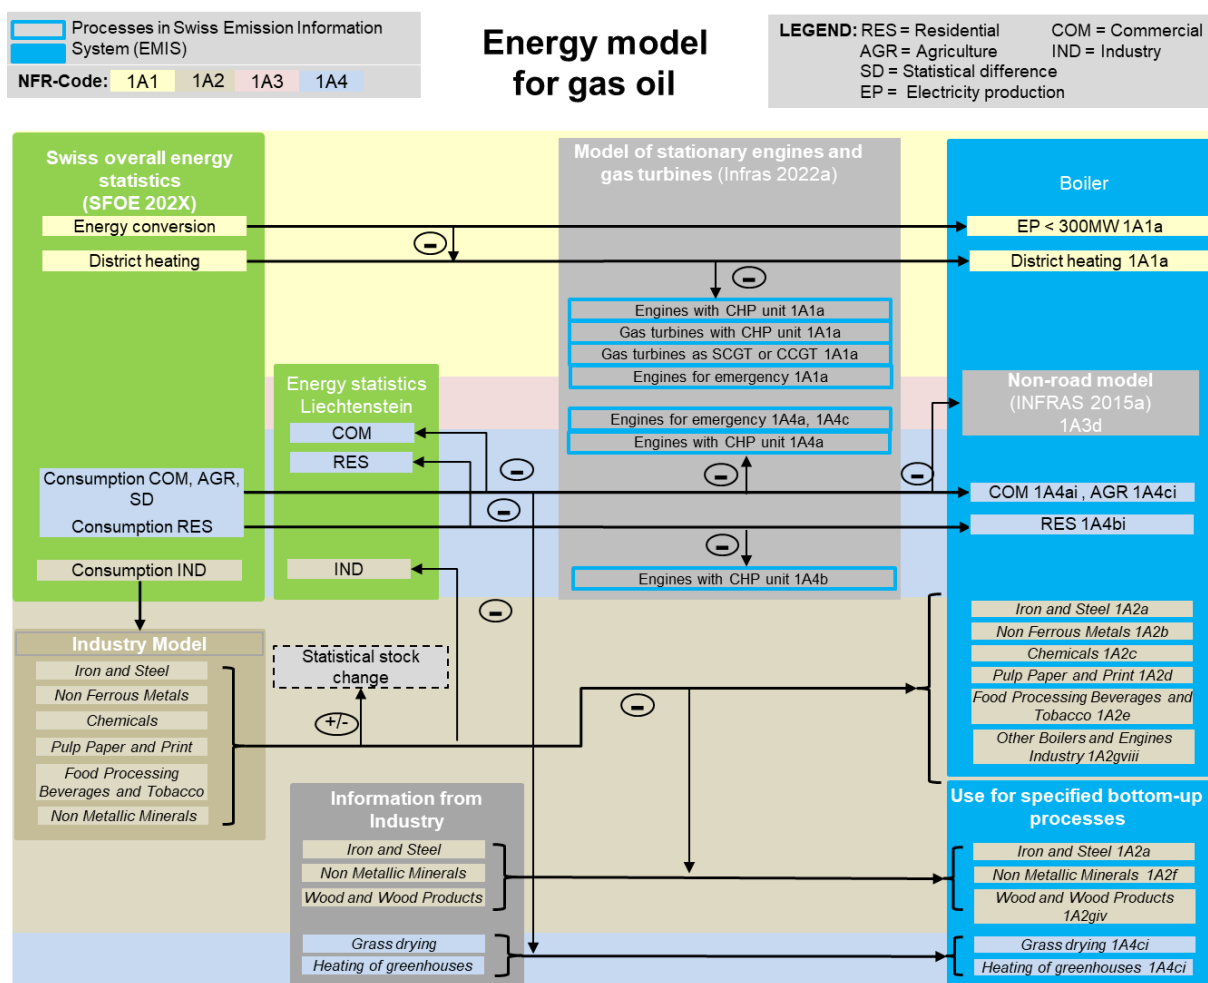 Processes in Swiss Emission Information
System (EMIS)
NFR-Code: 1A1 1A2 1A3 1A4
Energy model
for gas oil
LEGEND: RES = Residential COM = Commercial
AGR = Agriculture IND = Industry
SD = Statistical difference
EP = Electricity production
Swiss overall energy
statistics
(SFOE 202X)
Energy conversion
District heating
Consumption COM, AGR,
SD
Consumption RES
Consumption IND
Energy statistics
Liechtenstein
COM
RES
IND
Model of stationary engines and
gas turbines (Infras 2022a)
Engines with CHP unit 1A1a
Gas turbines with CHP unit 1A1a
Gas turbines as SCGT or CCGT 1A1a
Engines for emergency 1A1a
Engines for emergency 1A4a, 1A4c
Engines with CHP unit 1A4a
Engines with CHP unit 1A4b
Boiler
EP < 300MW 1A1a
District heating 1A1a
Non-road model
(INFRAS 2015a)
1A3d
COM 1A4ai , AGR 1A4ci
RES 1A4bi
Iron and Steel 1A2a
Non Ferrous Metals 1A2b
Chemicals 1A2c
Pulp Paper and Print 1A2d
Food Processing Beverages and
Tobacco 1A2e
Other Boilers and Engines
Industry 1A2gviii
Industry Model
Iron and Steel
Non Ferrous Metals
Chemicals
Pulp Paper and Print
Food Processing
Beverages and Tobacco
Non Metallic Minerals
Statistical stock
change
+/-
-
-
-
-
-
-
-
-
-
Information from
Industry
Iron and Steel
Non Metallic Minerals
Wood and Wood Products
Grass drying
Heating of greenhouses
Use for specified bottom-up
processes
Iron and Steel 1A2a
Non Metallic Minerals 1A2f
Wood and Wood Products
1A2giv
Grass drying 1A4ci
Heating of greenhouses 1A4ci